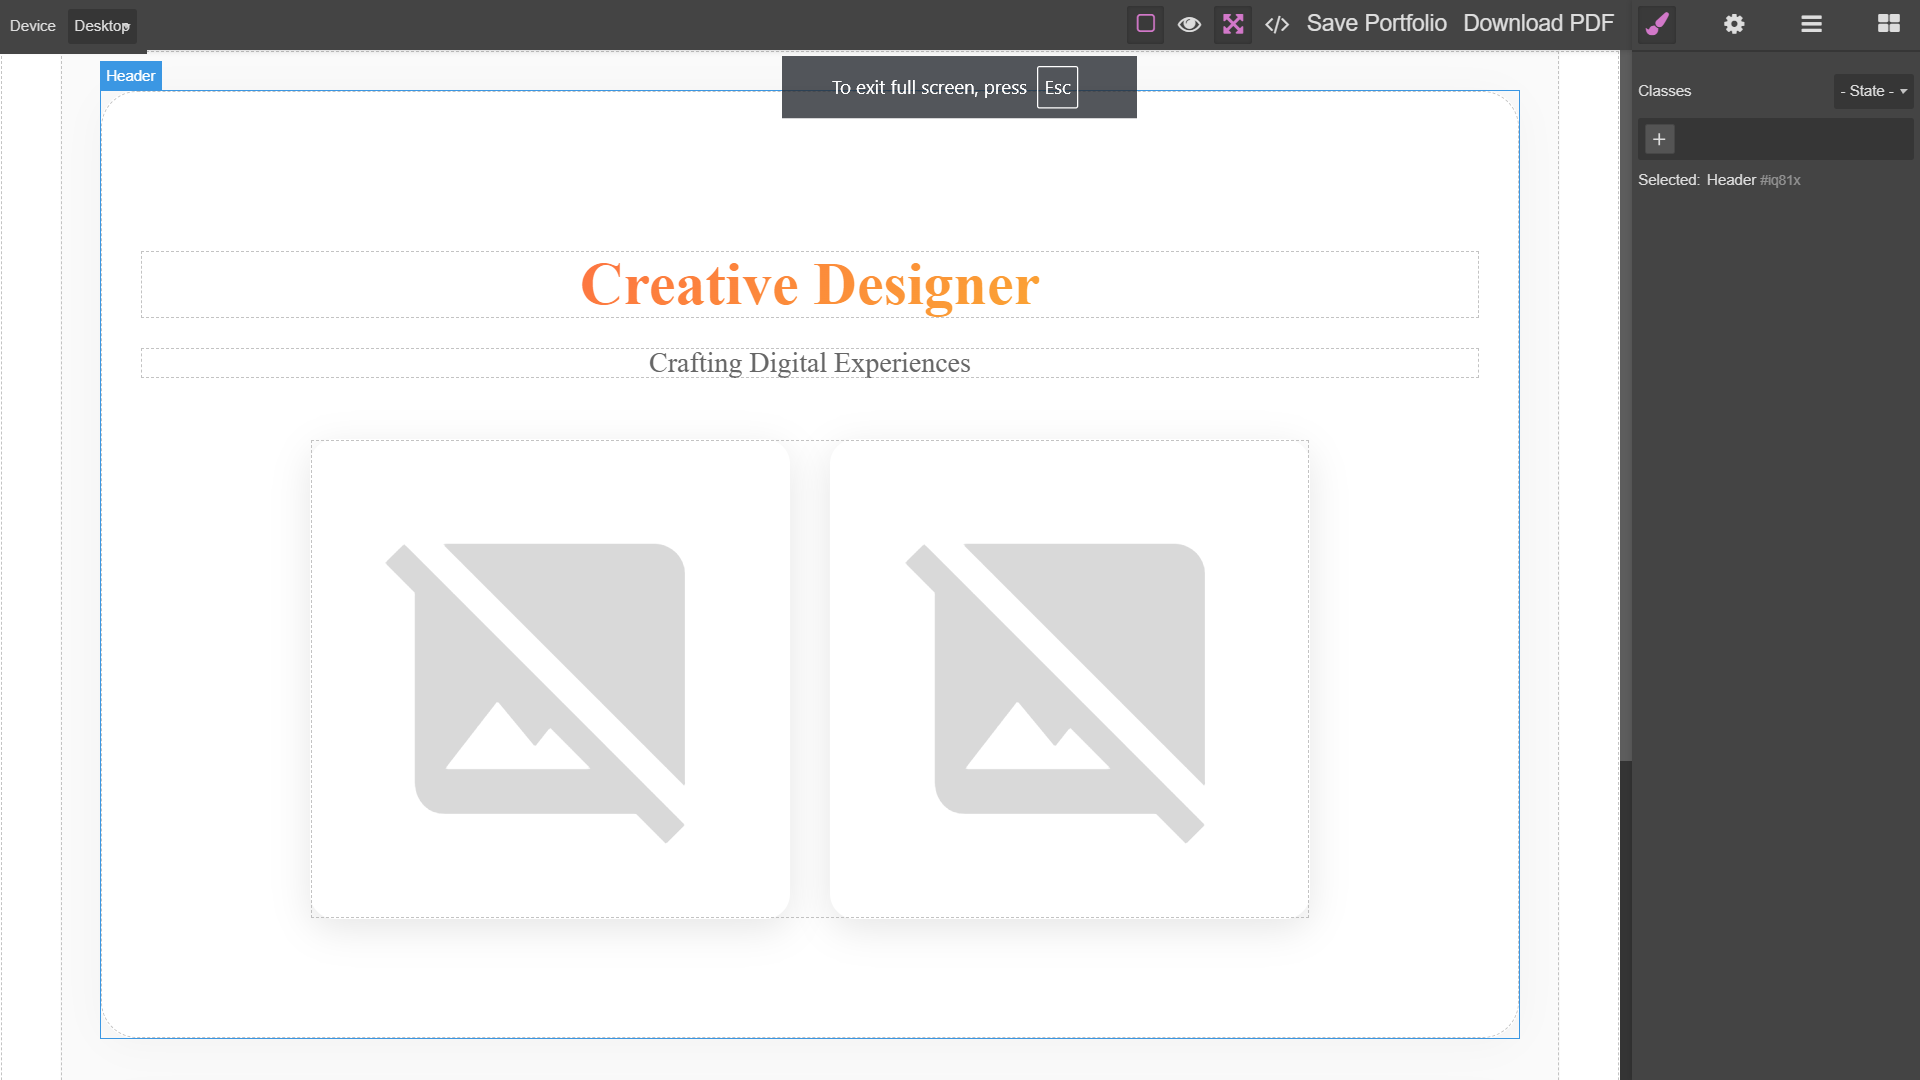 Device
Desktop
Save Portfolio
Download PDF
Header
To exit full screen, press Esc
Classes
- State -
+
Selected: Header #iq81x
Creative Designer
Crafting Digital Experiences